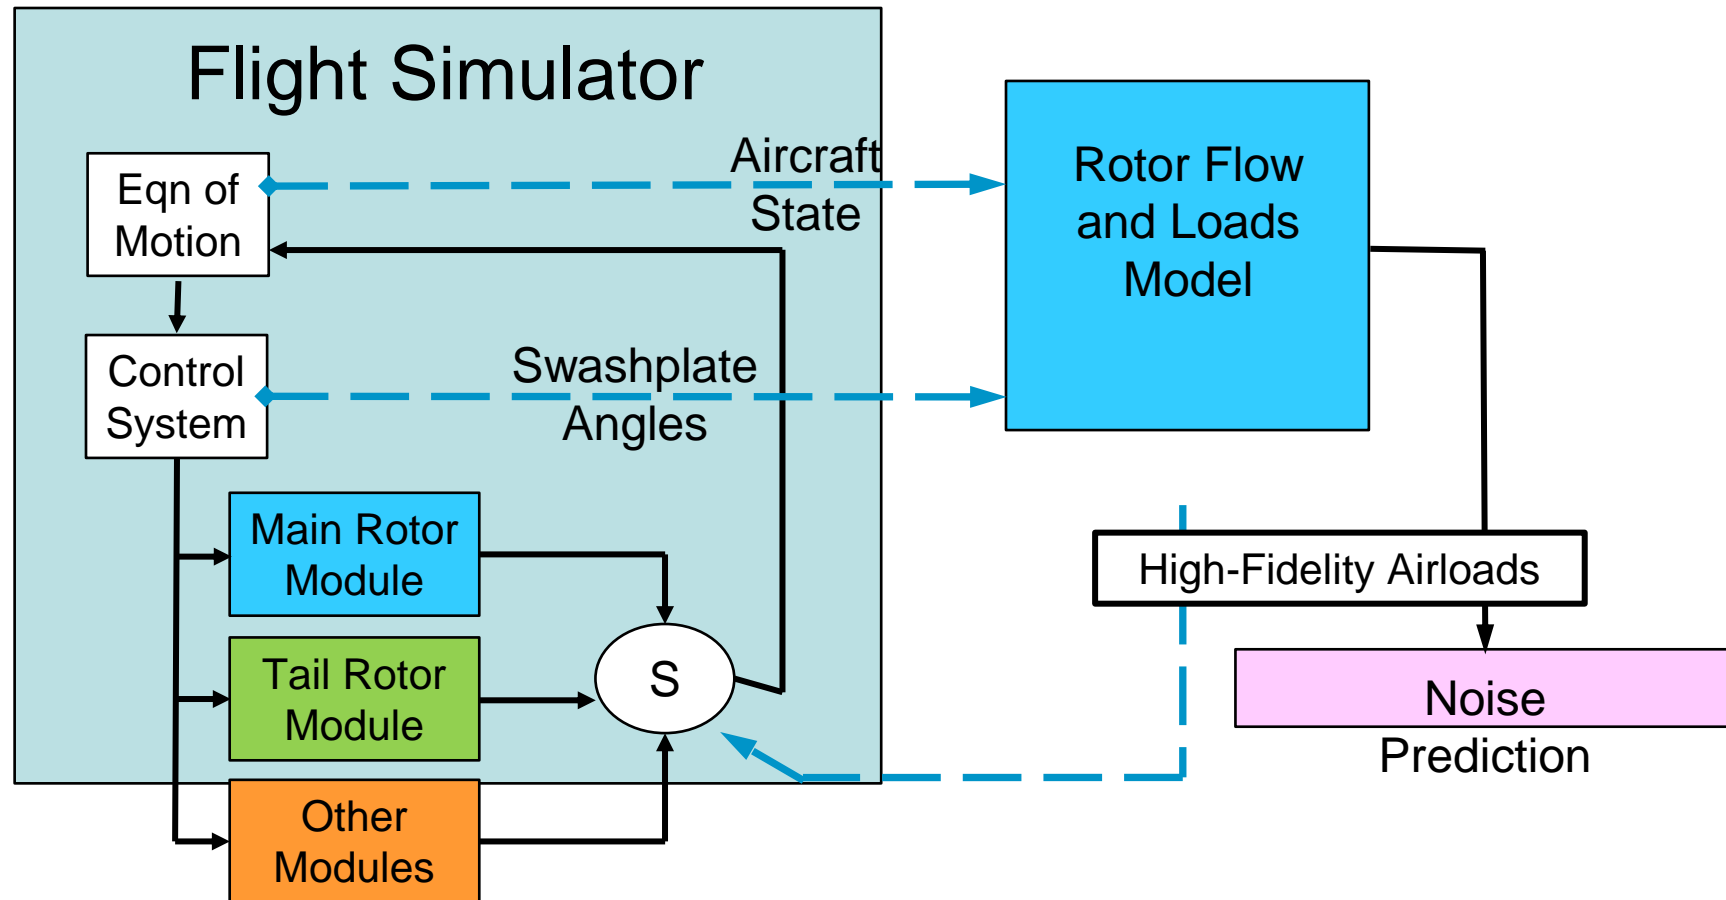 Flight Simulator
Eqn of
Motion
Aircraft
State
Rotor Flow
and Loads
Model
Control
System
Swashplate
Angles
Main Rotor
Module
High-Fidelity Airloads
Tail Rotor
Module
S
Noise
Prediction
Other
Modules